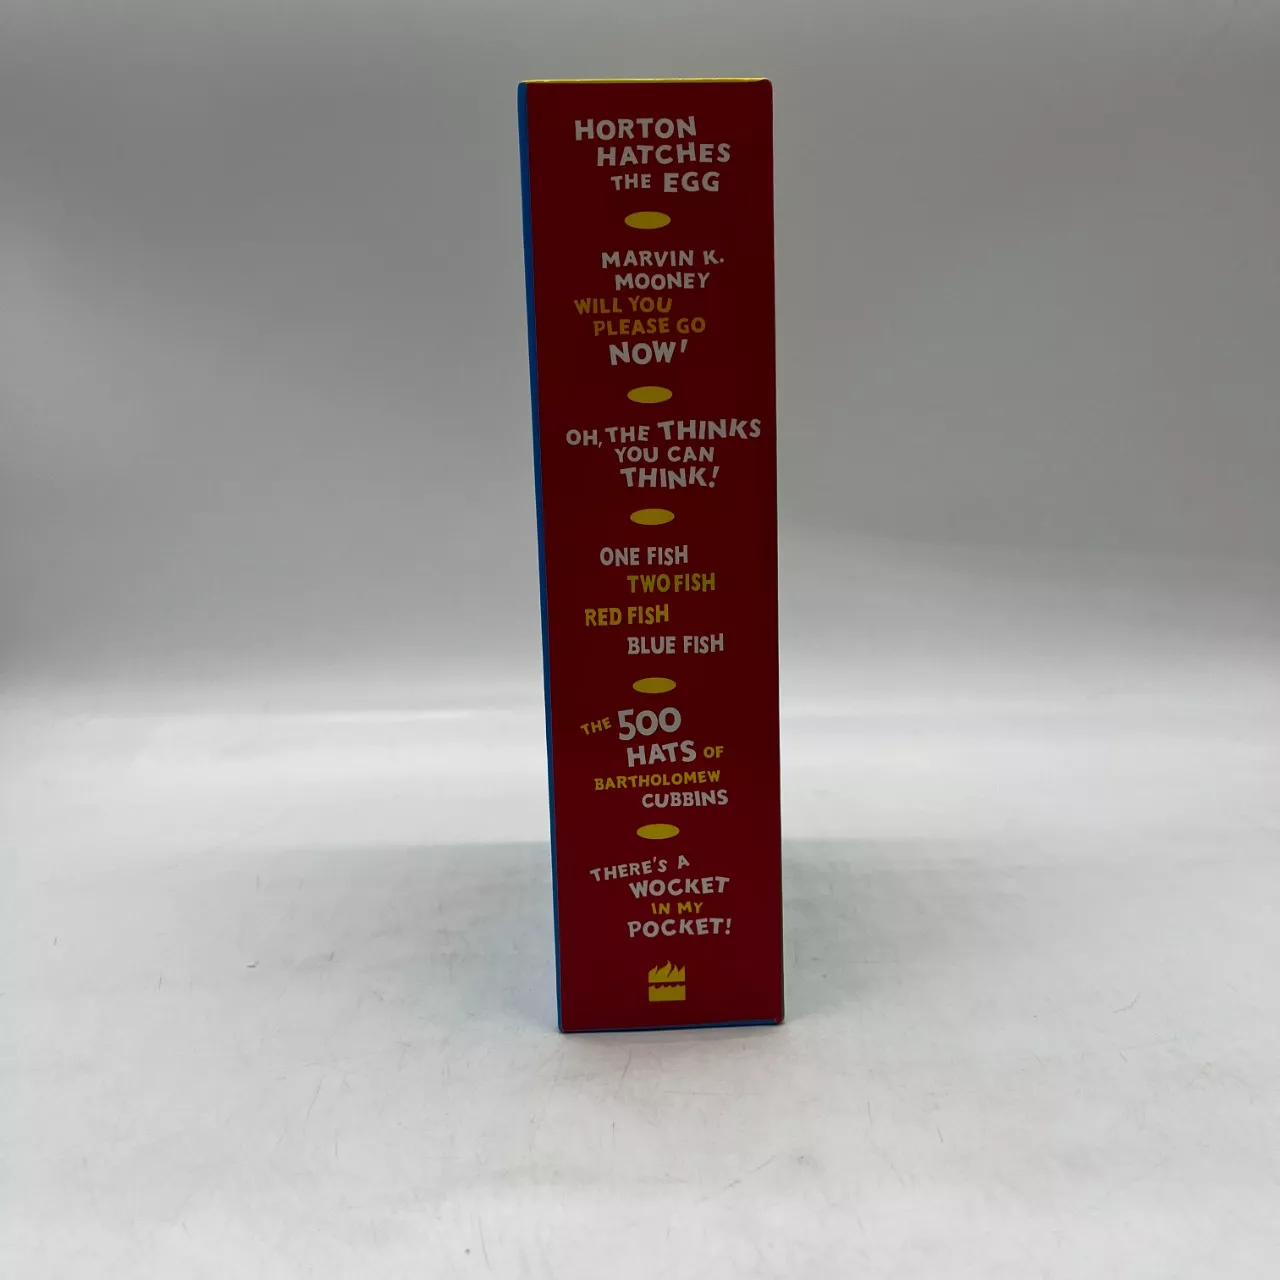 HORTON
HATCHES
THE EGG
MARVIN K.
MOONEY
WILL YOU
PLEASE GO
NOW!
OH, THE THINKS
YOU CAN
THINK!
ONE FISH
TWO FISH
RED FISH
BLUE FISH
THE 500
HATS OF
BARTHOLOMEW
CUBBINS
THERE'S A
WOCKET
IN MY
POCKET!